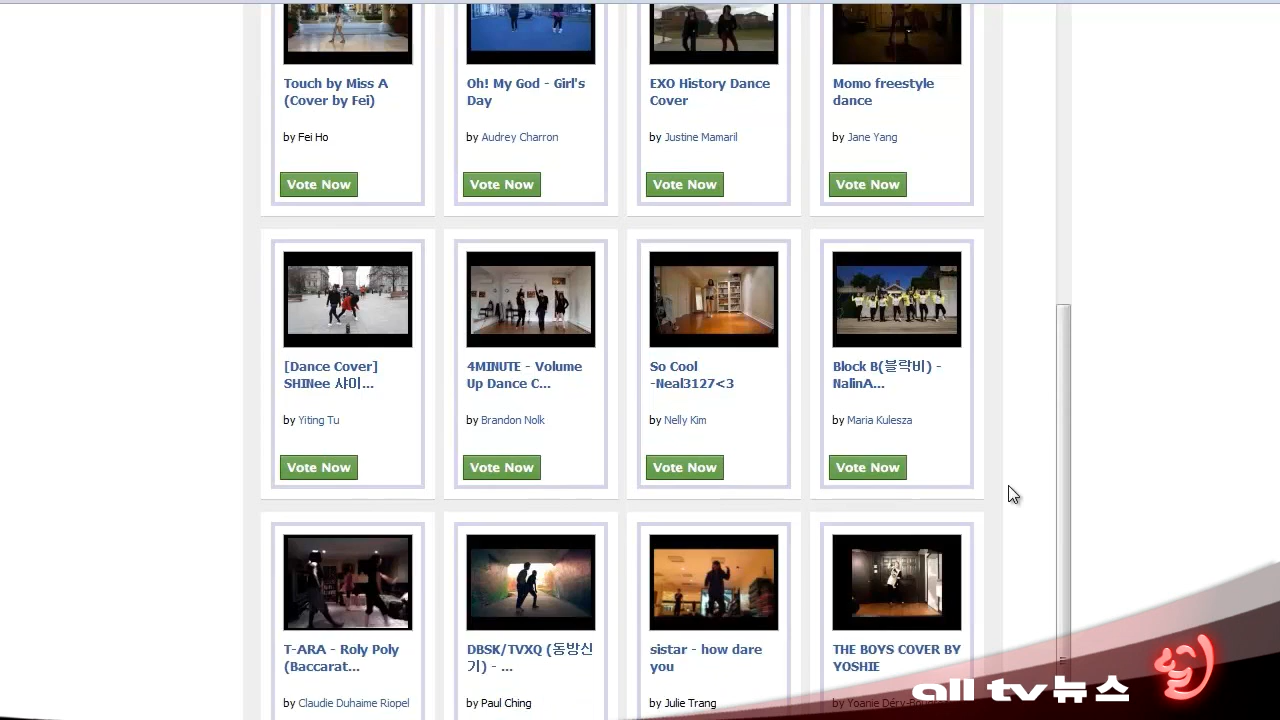 Touch by Miss A
(Cover by Fei)
by Fei Ho
Vote Now
Oh! My God - Girl's
Day
by Audrey Charron
Vote Now
EXO History Dance
Cover
by Justine Mamaril
Vote Now
Momo freestyle
dance
by Jane Yang
Vote Now
[Dance Cover]
SHINee 샤이...
by Yiting Tu
Vote Now
4MINUTE - Volume
Up Dance C...
by Brandon Nolk
Vote Now
So Cool
-Neal3127<3
by Nelly Kim
Vote Now
Block B(블락비) -
NalinA...
by Maria Kulesza
Vote Now
T-ARA - Roly Poly
(Baccarat...
by Claudie Duhaime Riopel
DBSK/TVXQ (동방신
기) - ...
by Paul Ching
sistar - how dare
you
by Julie Trang
THE BOYS COVER BY
YOSHIE
by Yoanie Déry-
all tv 뉴스